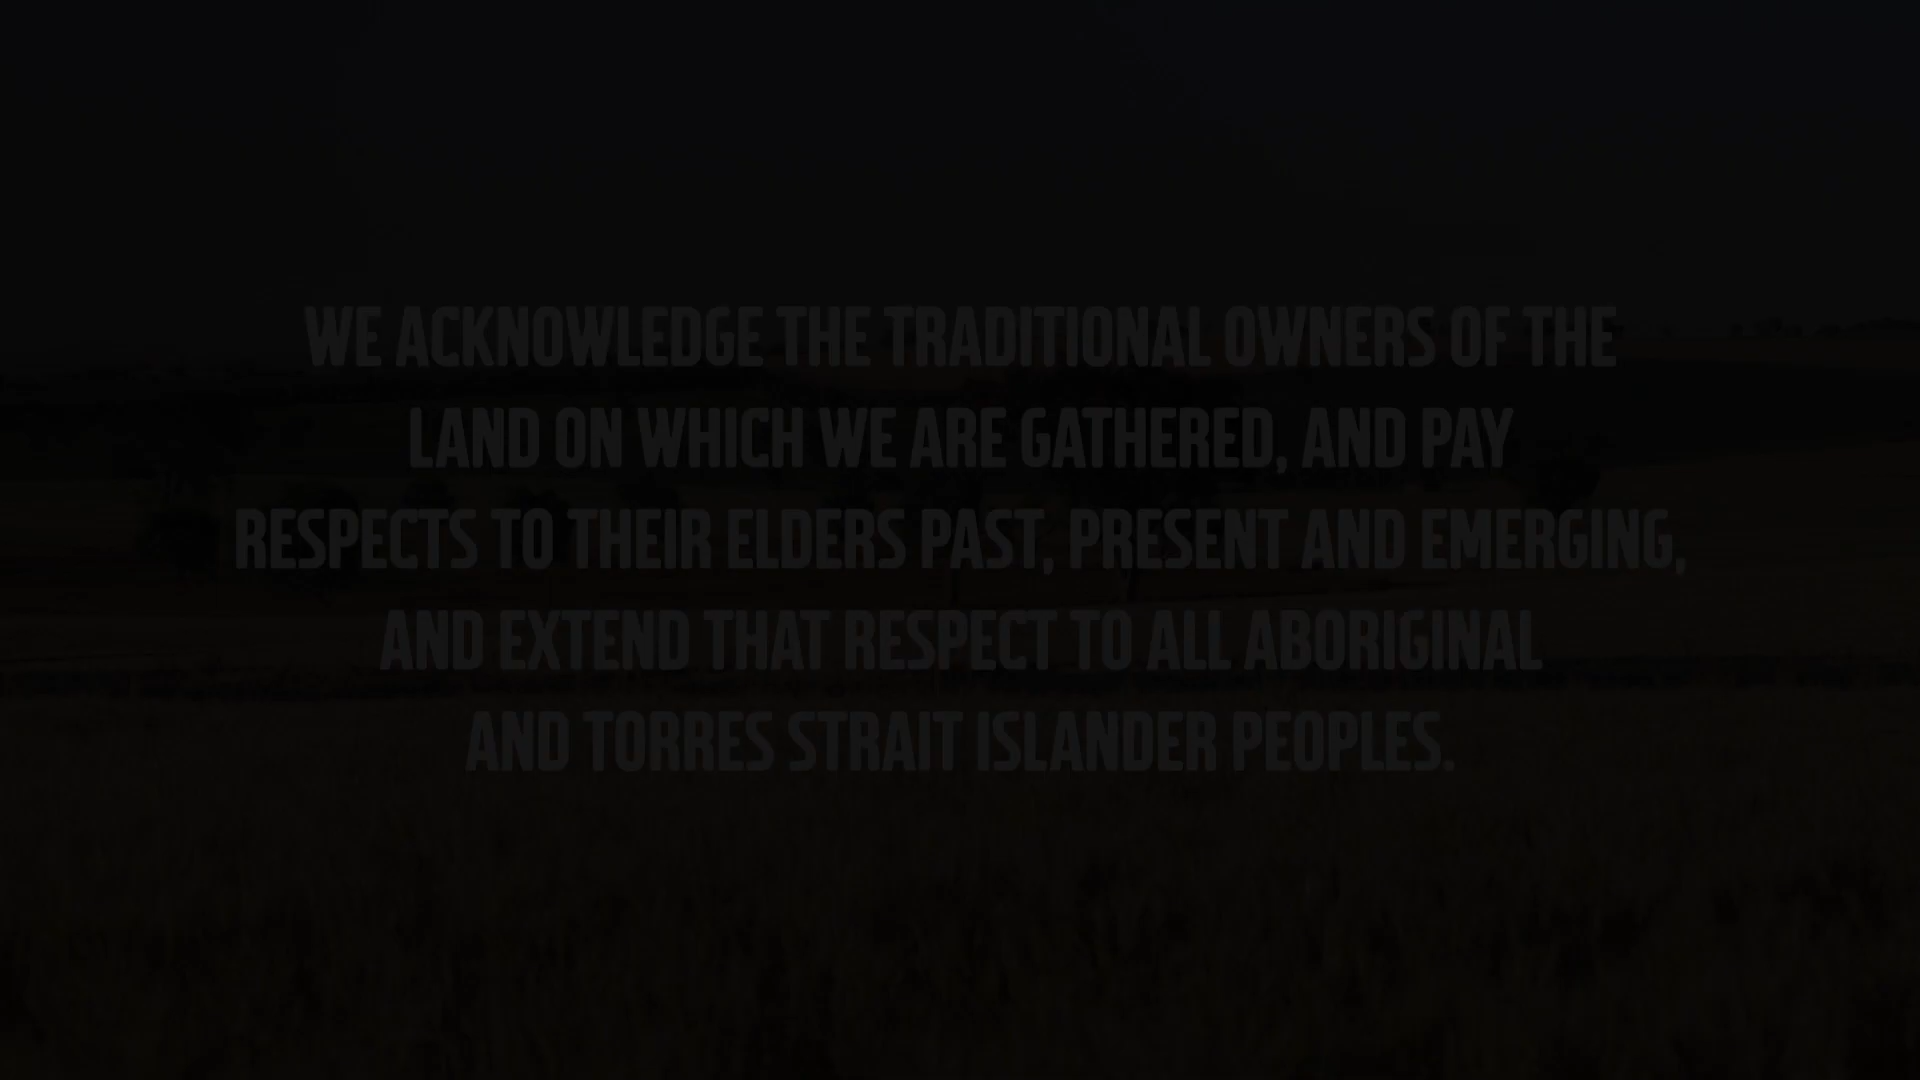 WE ACKNOWLEDGE THE TRADITIONAL OWNERS OF THE
LAND ON WHICH WE ARE GATHERED, AND PAY
RESPECTS TO THEIR ELDERS PAST, PRESENT AND EMERGING,
AND EXTEND THAT RESPECT TO ALL ABORIGINAL
AND TORRES STRAIT ISLANDER PEOPLES.